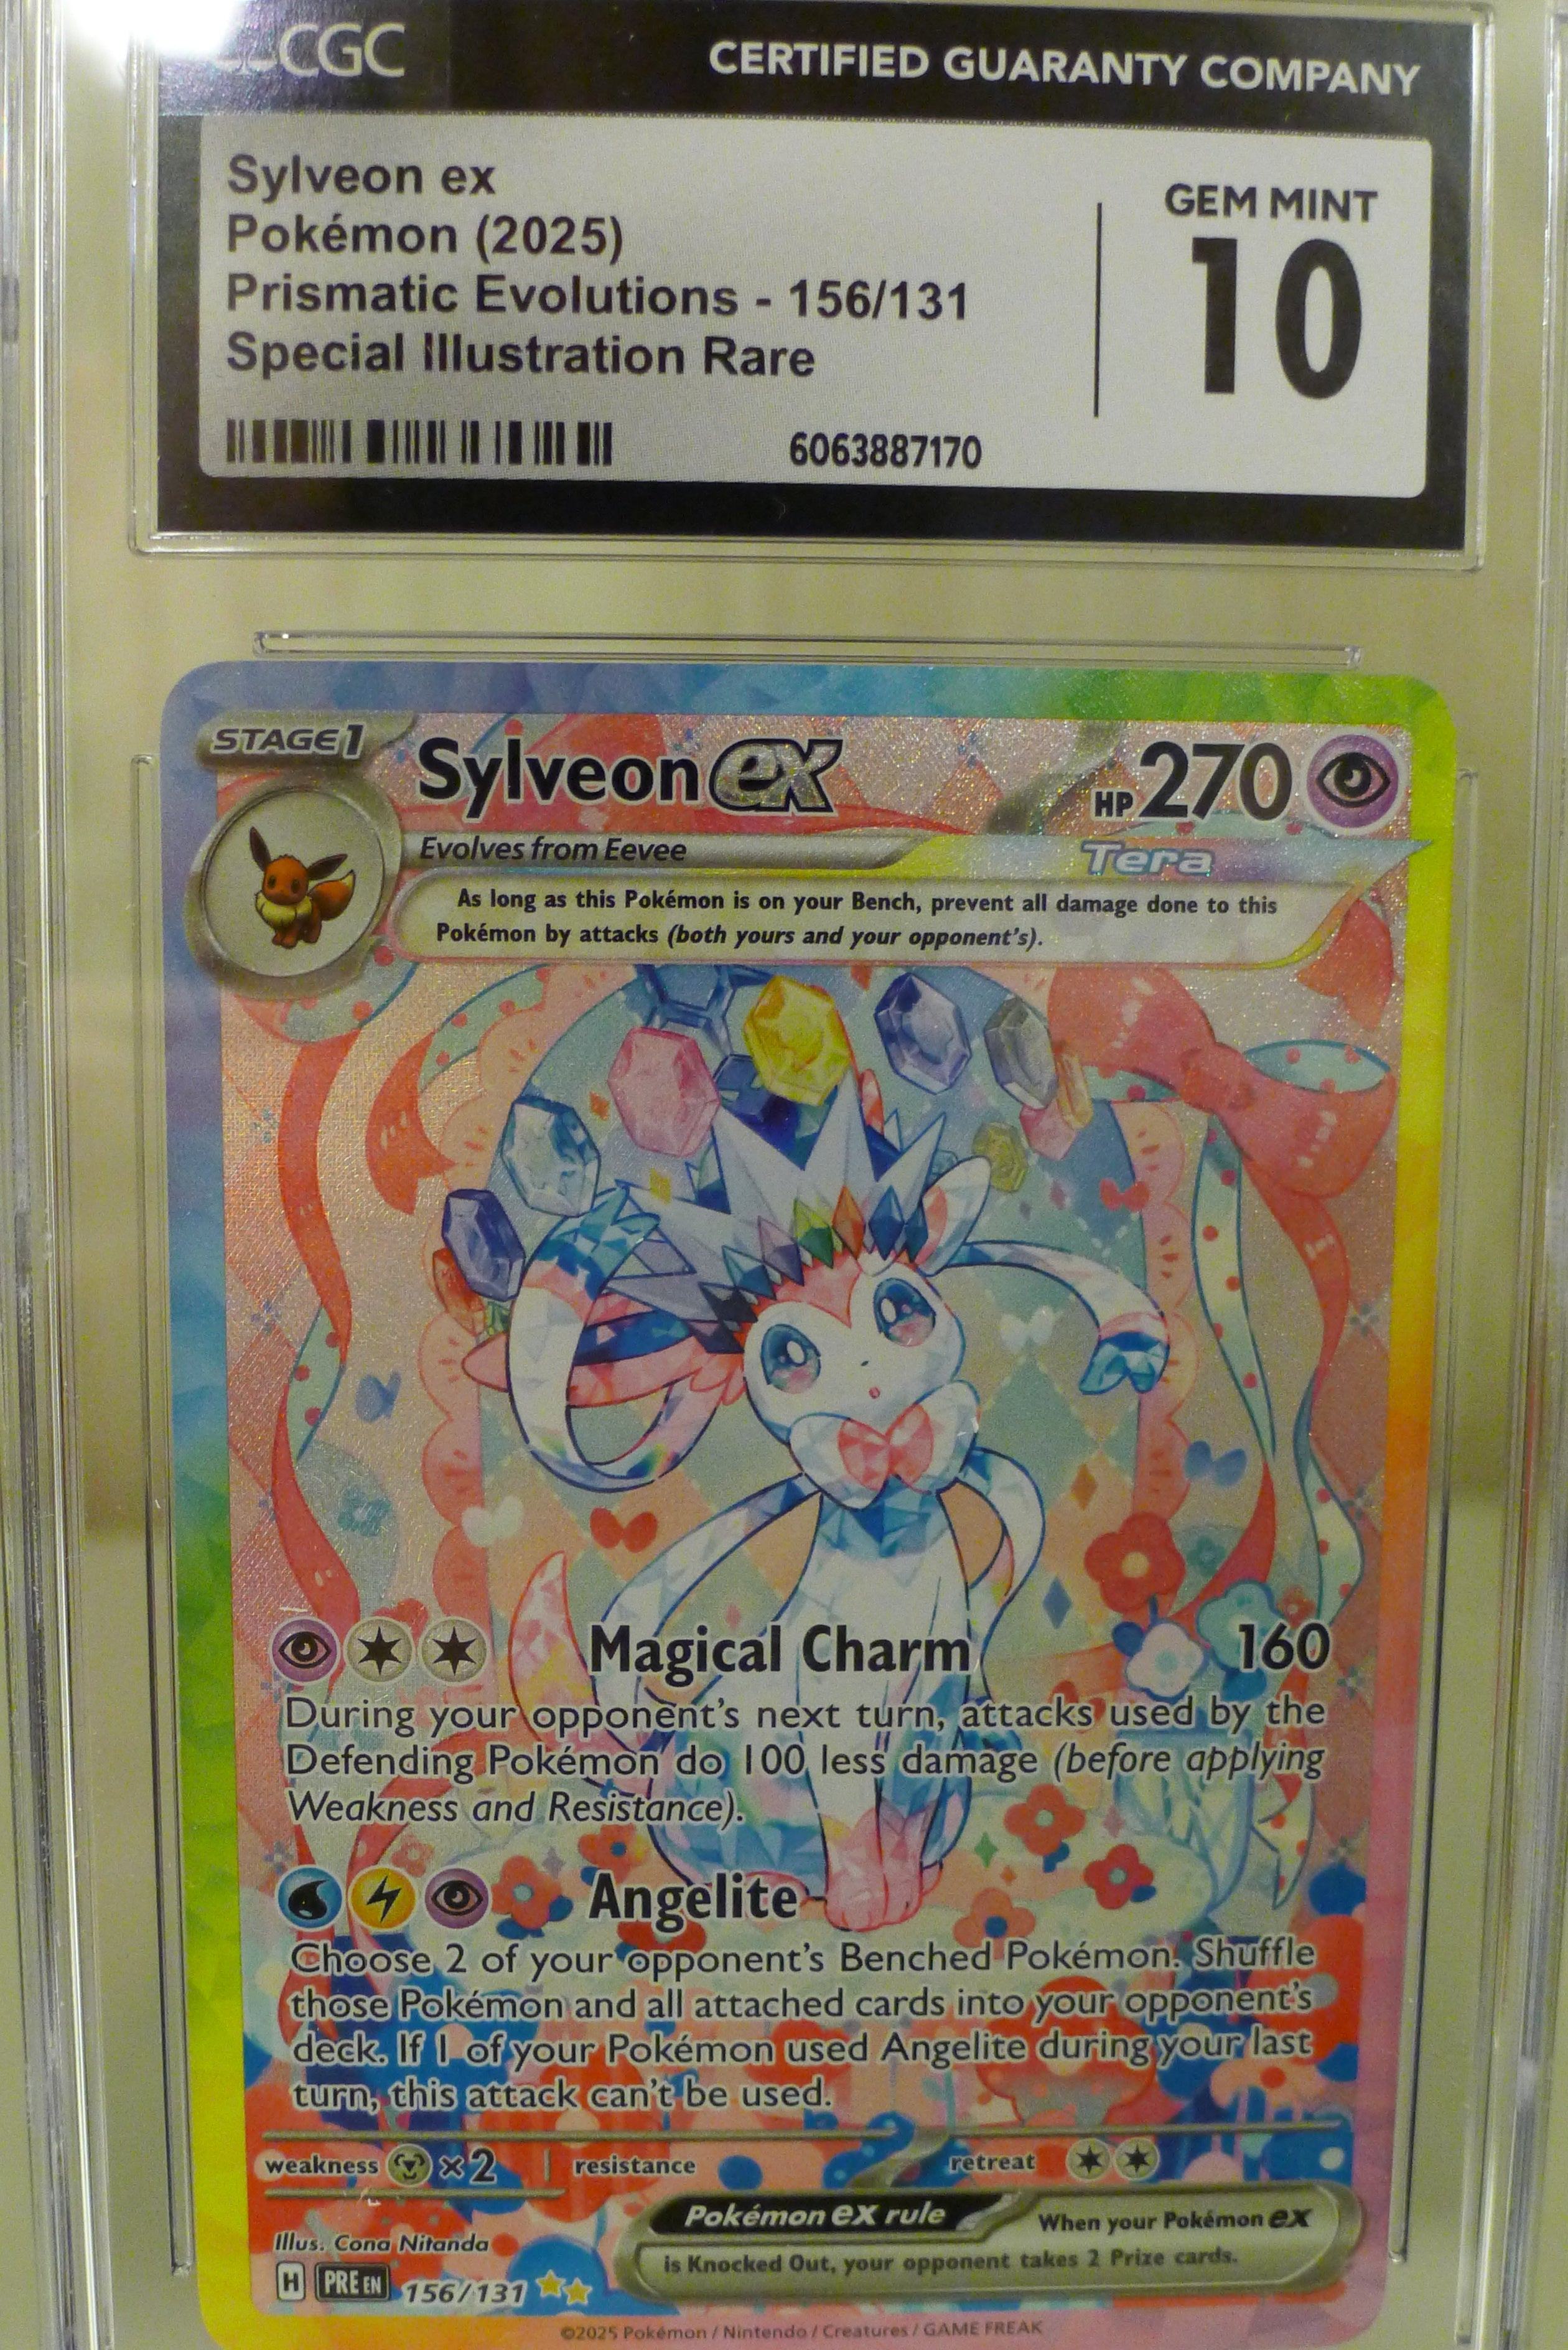 CGC
CERTIFIED GUARANTY COMPANY
Sylveon ex
Pokémon (2025)
Prismatic Evolutions - 156/131
Special Illustration Rare
6063887170
GEM MINT
10
STAGE 1
Sylveon ex
HP 270
Evolves from Eevee
Tera
As long as this Pokémon is on your Bench, prevent all damage done to this
Pokémon by attacks (both yours and your opponent's).
Magical Charm 160
During your opponent's next turn, attacks used by the
Defending Pokémon do 100 less damage (before applying
Weakness and Resistance).
Angelite
Choose 2 of your opponent's Benched Pokémon. Shuffle
those Pokémon and all attached cards into your opponent's
deck. If 1 of your Pokémon used Angelite during your last
turn, this attack can't be used.
weakness ×2 resistance retreat
Illus. Cona Nitanda
Pokémon ex rule
When your Pokémon ex
is Knocked Out, your opponent takes 2 Prize cards.
H PRE EN 156/131
©2025 Pokémon / Nintendo / Creatures / GAME FREAK